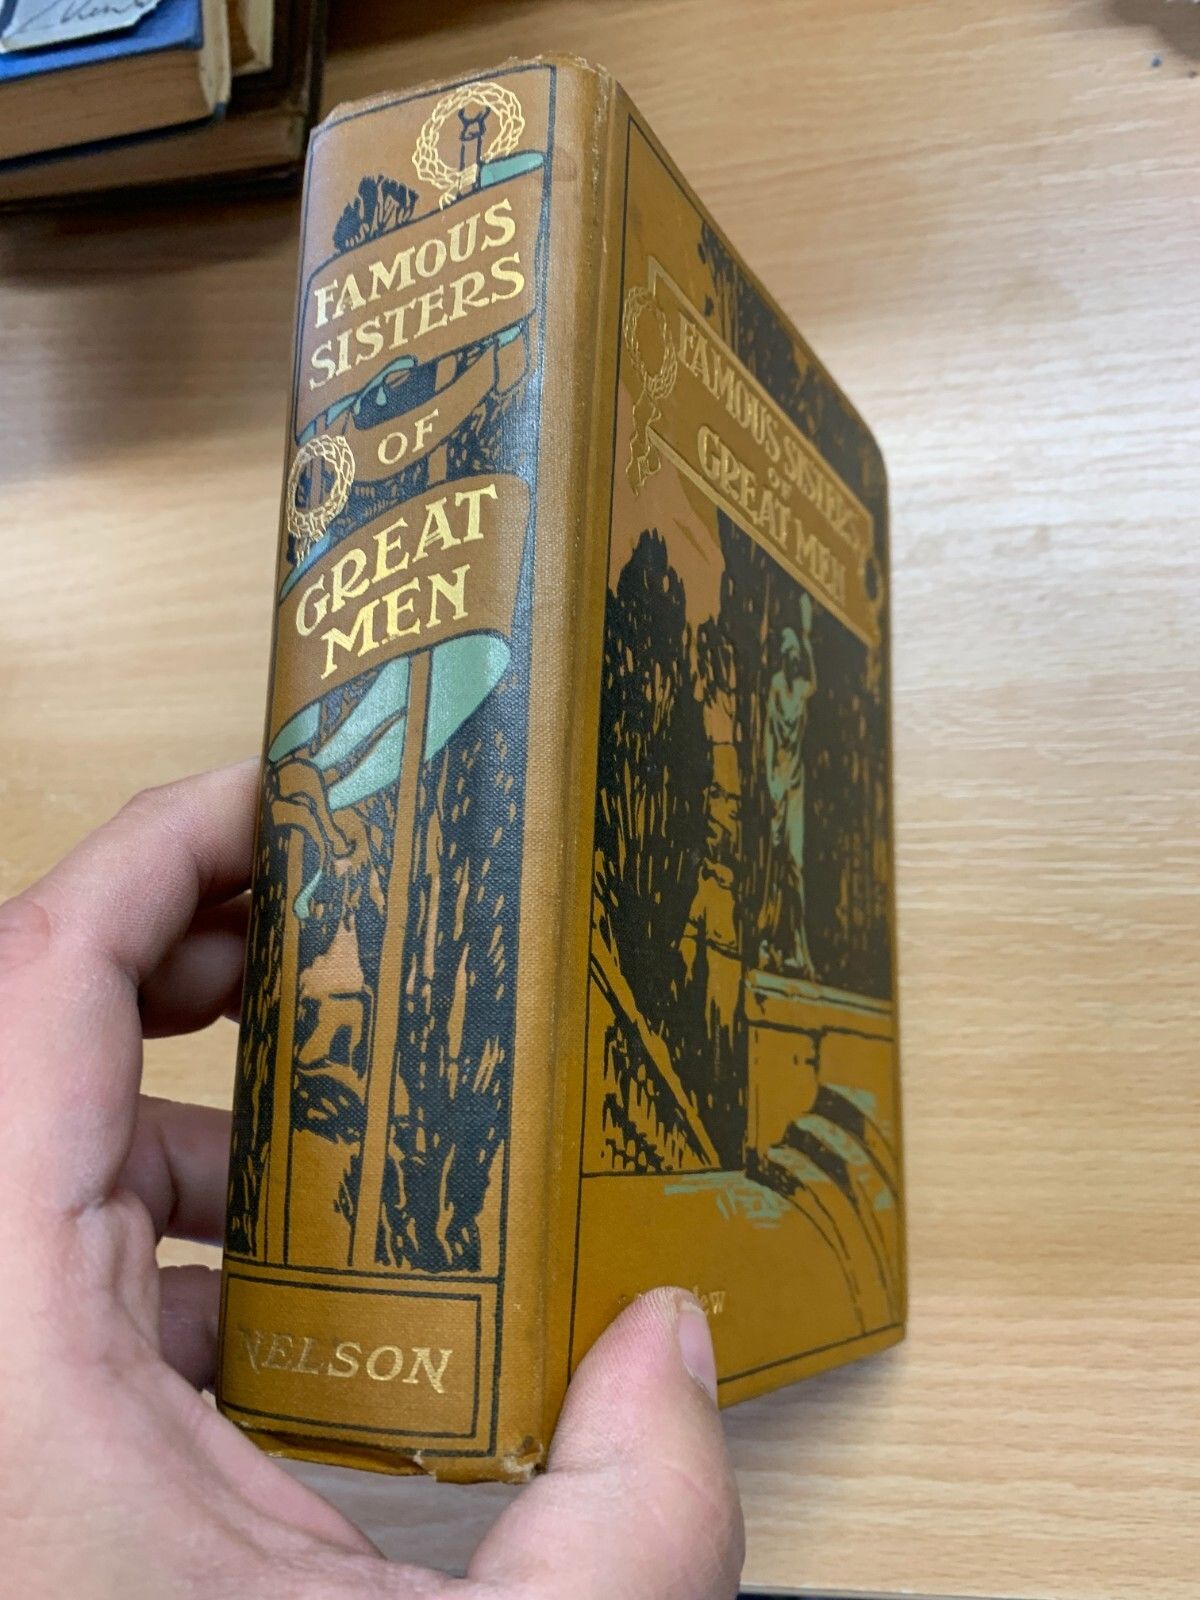 FAMOUS
SISTERS
OF
GREAT
MEN
NELSON
FAMOUS SISTERS
OF
GREAT MEN